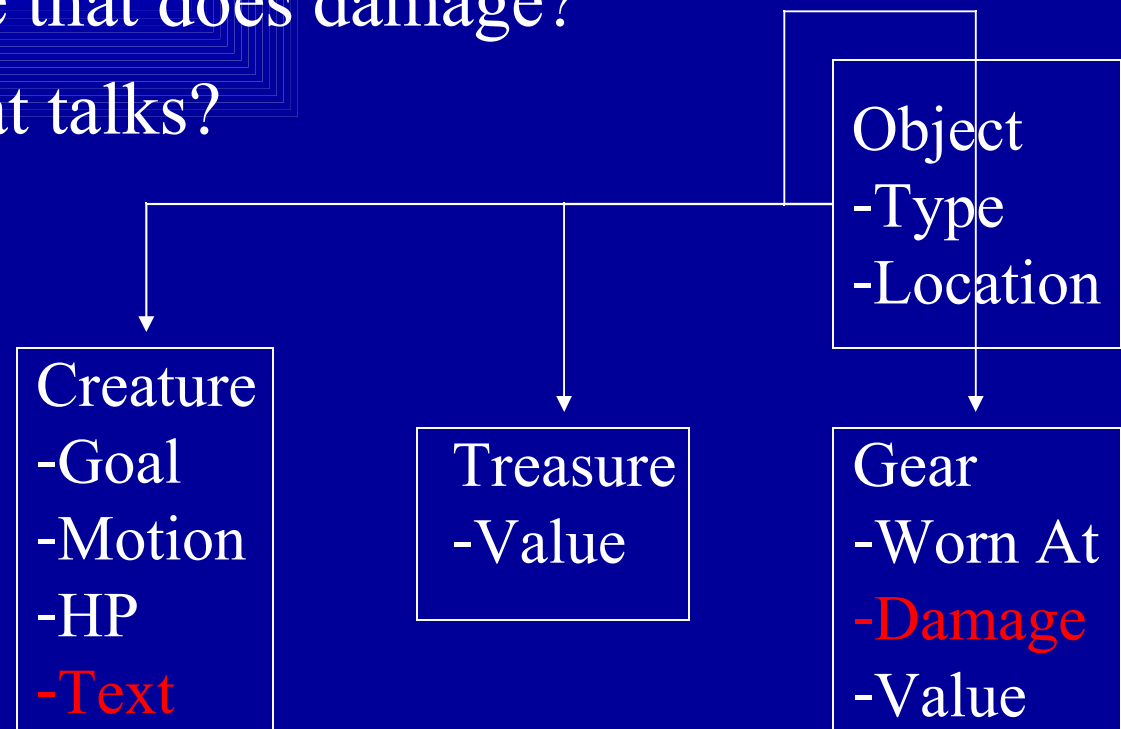 that does damage?
talks?
Object
-Type
-Location
Creature
-Goal
-Motion
-HP
-Text
Treasure
-Value
Gear
-Worn At
-Damage
-Value